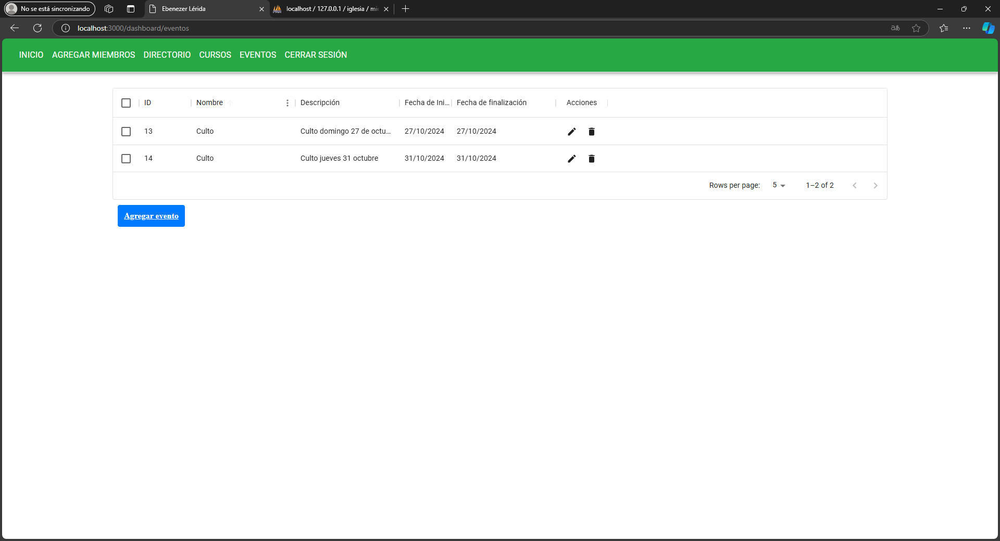 No se está sincronizando
Ebenezer Lérida
localhost / 127.0.0.1 / iglesia / mi
localhost:3000/dashboard/eventos
INICIO AGREGAR MIEMBROS DIRECTORIO CURSOS EVENTOS CERRAR SESIÓN
ID Nombre Descripción Fecha de Ini... Fecha de finalización Acciones
13 Culto Culto domingo 27 de octu... 27/10/2024 27/10/2024
14 Culto Culto jueves 31 octubre 31/10/2024 31/10/2024
Rows per page: 5 1–2 of 2
Agregar evento